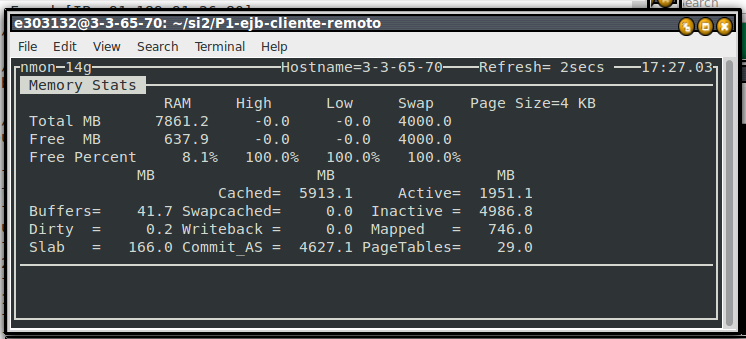 e303132@3-3-65-70: ~/si2/P1-ejb-cliente-remoto
File Edit View Search Terminal Help
nmon-14g Hostname=3-3-65-70 Refresh= 2secs 17:27.03
Memory Stats
RAM High Low Swap Page Size=4 KB
Total MB 7861.2 -0.0 -0.0 4000.0
Free MB 637.9 -0.0 -0.0 4000.0
Free Percent 8.1% 100.0% 100.0% 100.0%
MB MB MB
Cached= 5913.1 Active= 1951.1
Buffers= 41.7 Swapcached= 0.0 Inactive = 4986.8
Dirty = 0.2 Writeback = 0.0 Mapped = 746.0
Slab = 166.0 Commit_AS = 4627.1 PageTables= 29.0